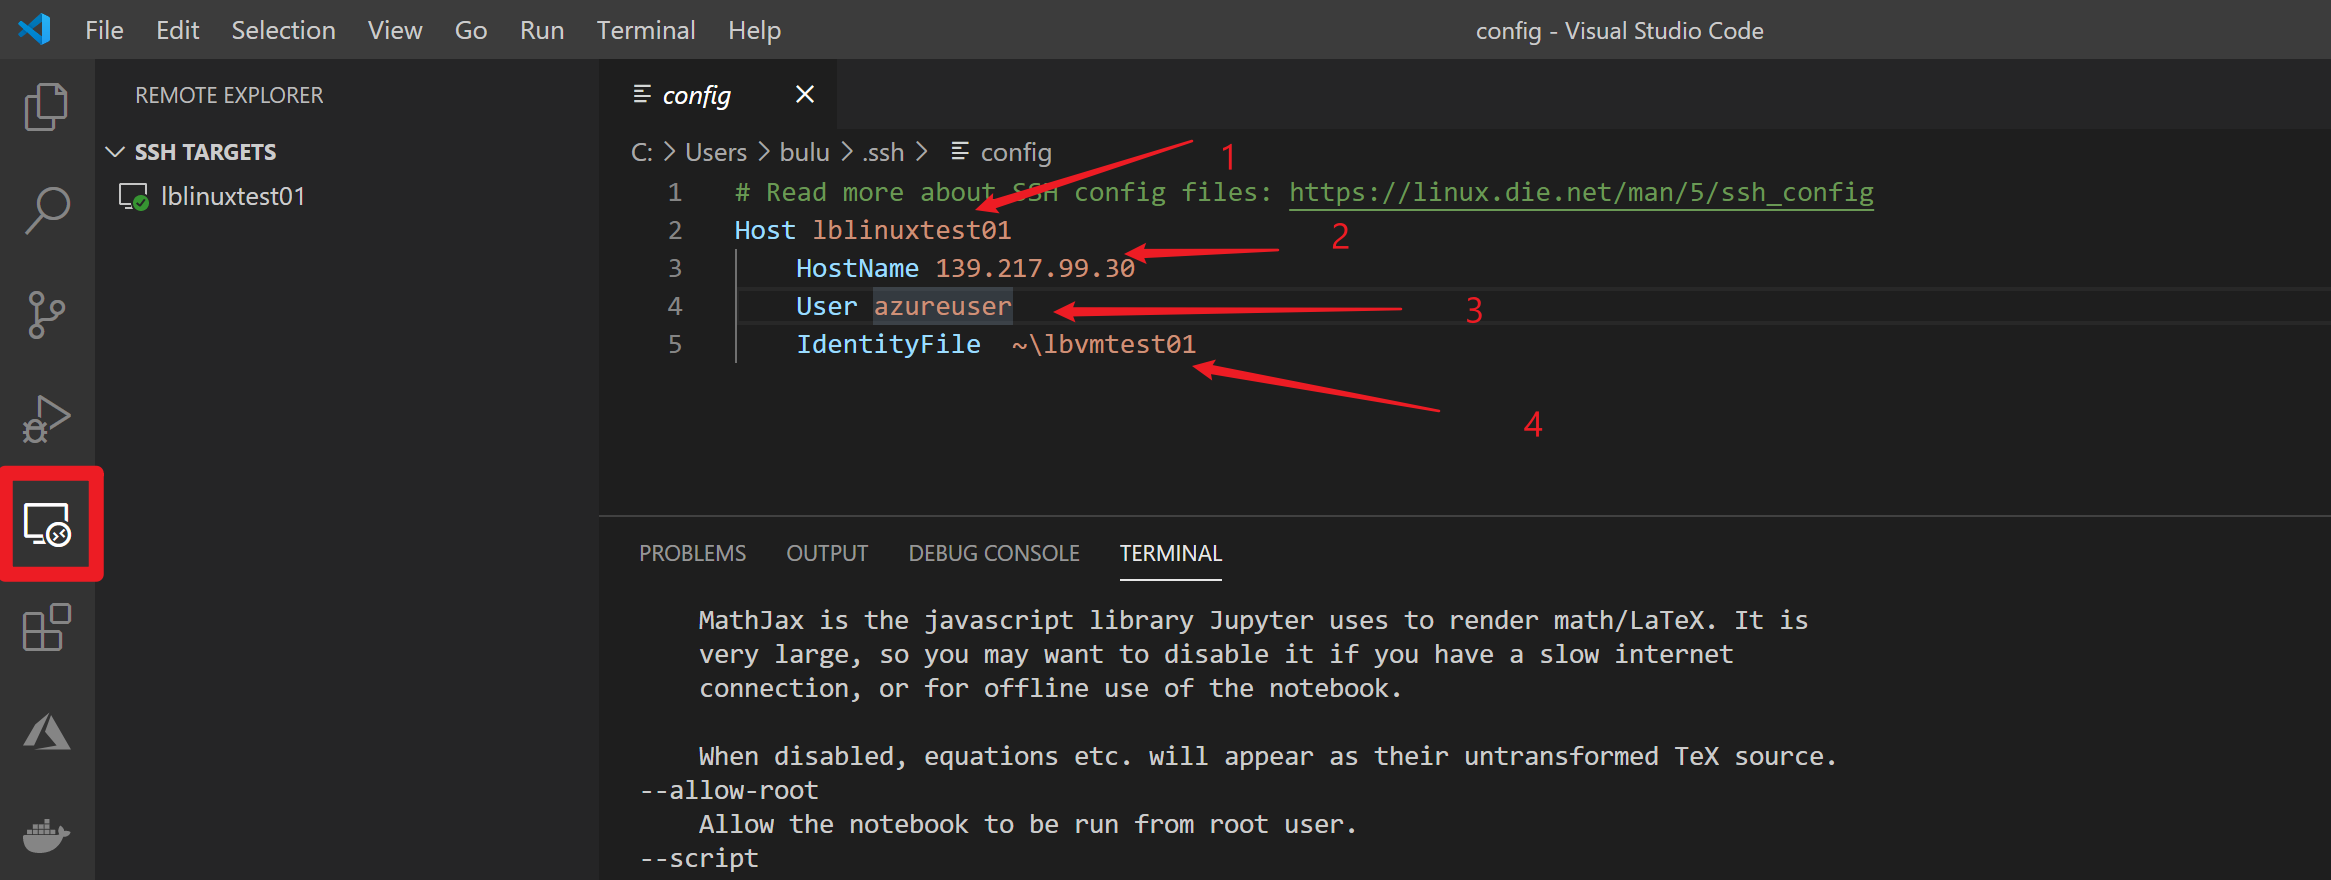 File Edit Selection View Go Run Terminal Help config - Visual Studio Code
REMOTE EXPLORER
SSH TARGETS
lblinuxtest01
config
C: > Users > bulu > .ssh > config
1
1 # Read more about SSH config files: https://linux.die.net/man/5/ssh_config
2 Host lblinuxtest01
2
3 HostName 139.217.99.30
4 User azureuser
3
5 IdentityFile ~\lbvmtest01
4
PROBLEMS OUTPUT DEBUG CONSOLE TERMINAL
MathJax is the javascript library Jupyter uses to render math/LaTeX. It is
very large, so you may want to disable it if you have a slow internet
connection, or for offline use of the notebook.
When disabled, equations etc. will appear as their untransformed TeX source.
--allow-root
Allow the notebook to be run from root user.
--script